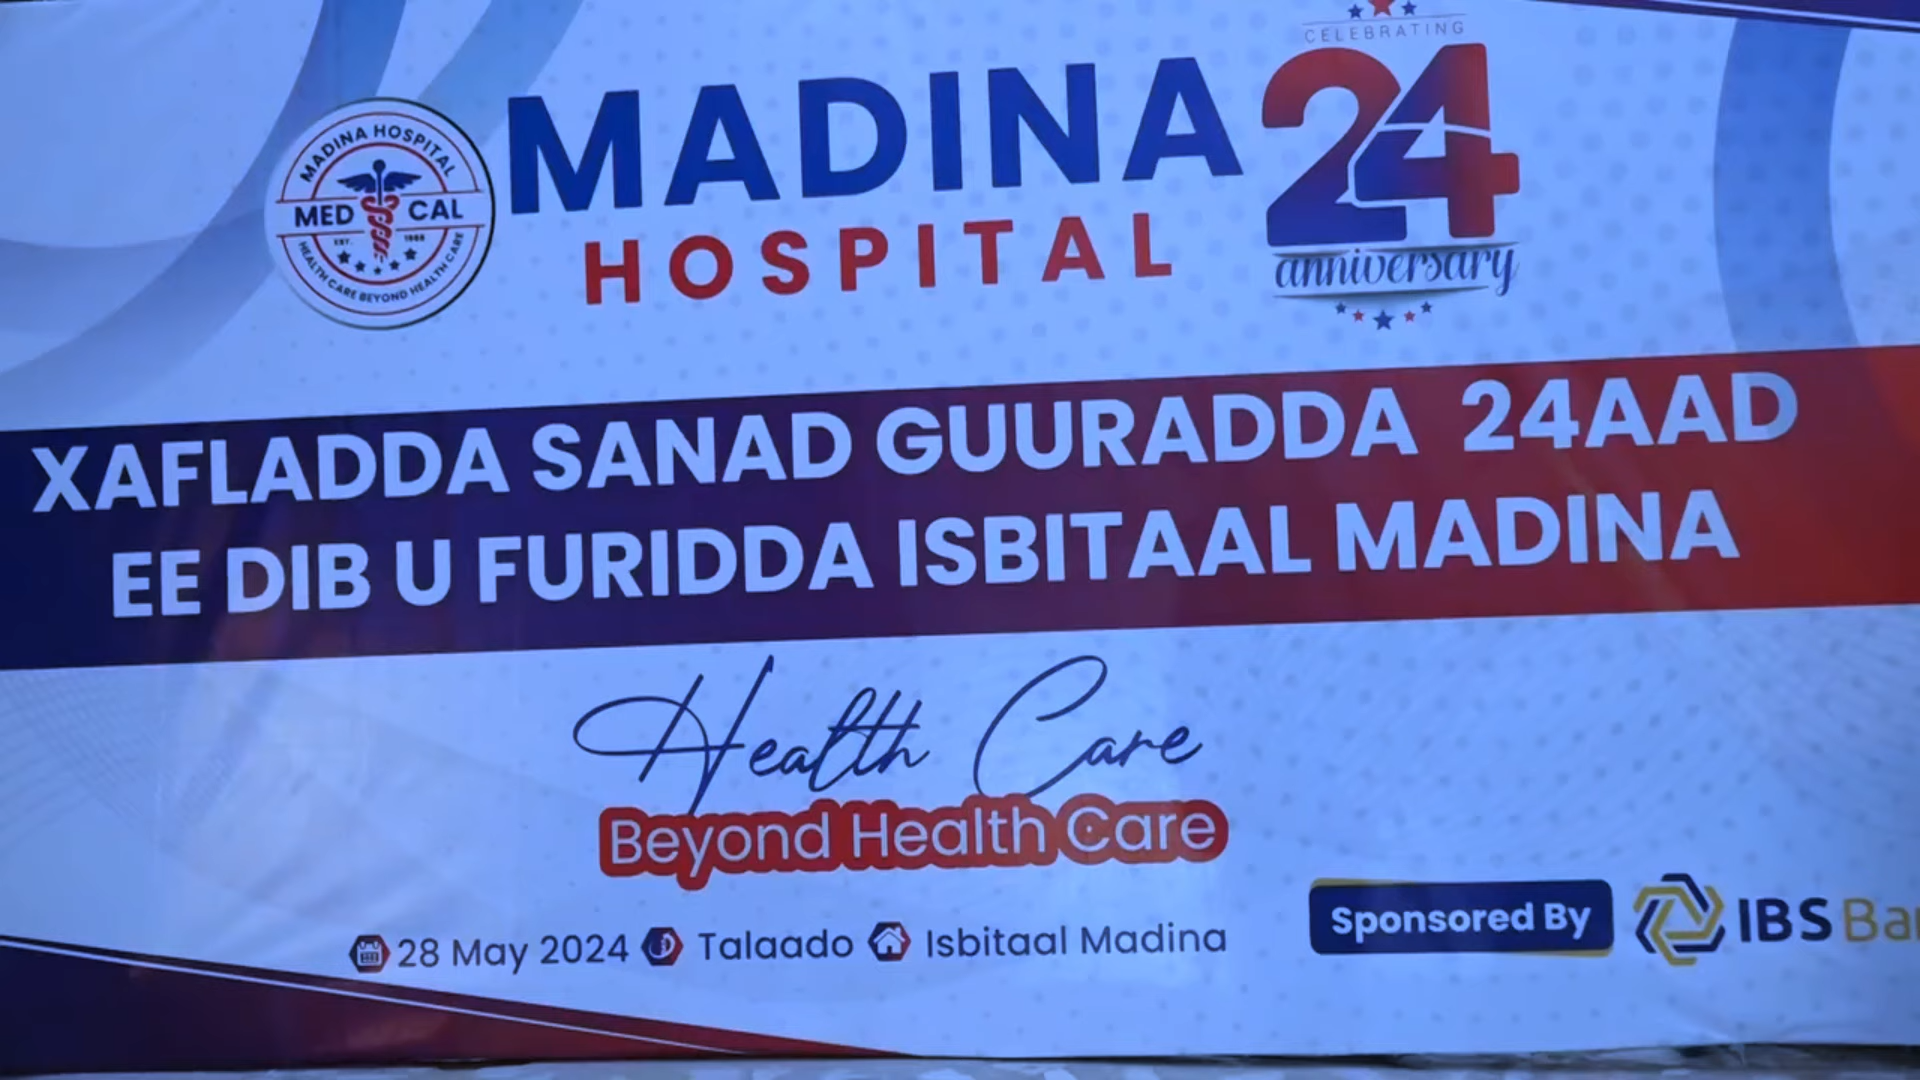 CELEBRATING
24
anniversary
MADINA HOSPITAL
MED CAL
EST. 1968
HEALTH CARE BEYOND HEALTH CARE
MADINA
HOSPITAL
XAFLADDA SANAD GUURADDA 24AAD
EE DIB U FURIDDA ISBITAAL MADINA
Health Care
Beyond Health Care
28 May 2024 Talaado Isbitaal Madina
Sponsored By IBS Ba